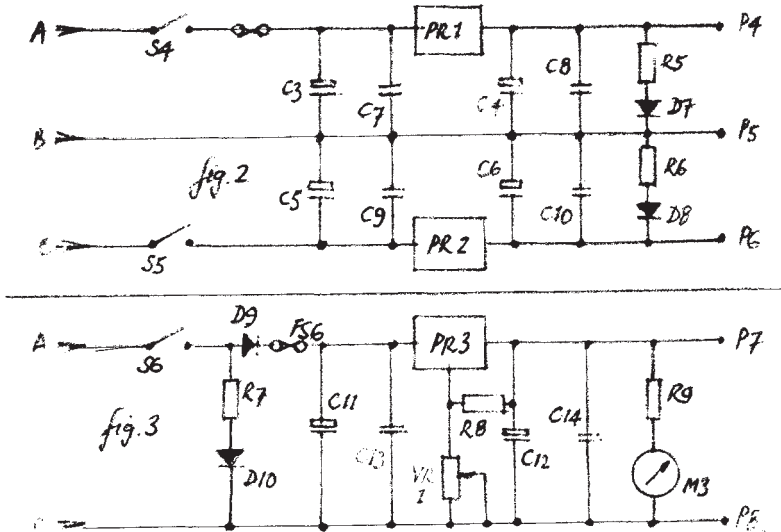 A
S4
PR1
P4
C3
C7
C4
C8
R5
D7
B
P5
fig. 2
C5
C9
C6
C10
R6
D8
S5
PR2
P6
A
S6
D9
FS6
PR3
P7
R7
C11
C13
R8
C12
C14
R9
fig. 3
D10
VR
1
M3
P8